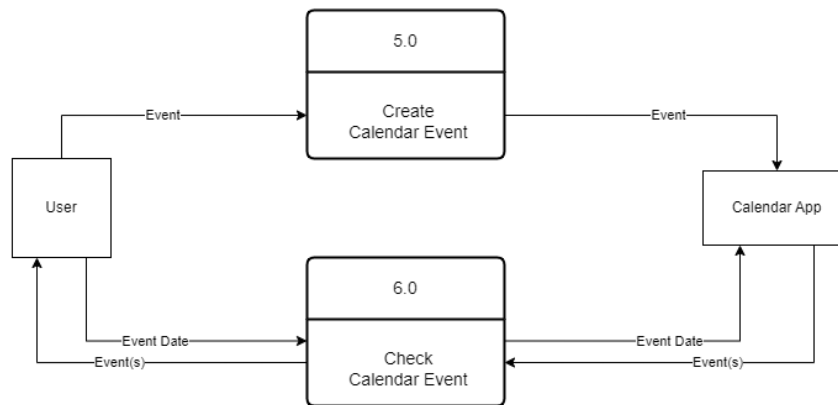 5.0
Event
Create
Calendar Event
Event
User
Calendar App
6.0
Event Date
Event Date
Event(s)
Check
Calendar Event
Event(s)